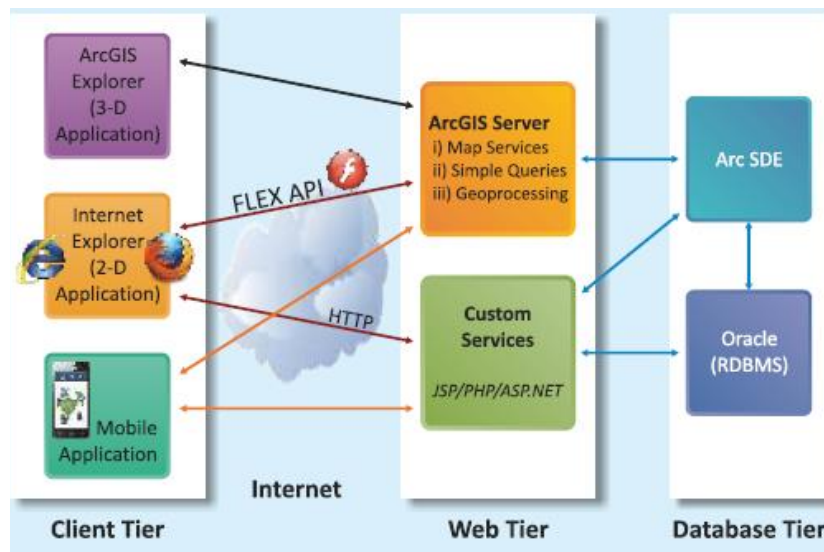 ArcGIS
Explorer
(3-D
Application)
Internet
Explorer
(2-D
Application)
Mobile
Application
Client Tier
FLEX API
HTTP
Internet
ArcGIS Server
i) Map Services
ii) Simple Queries
iii) Geoprocessing
Custom
Services
JSP/PHP/ASP.NET
Web Tier
Arc SDE
Oracle
(RDBMS)
Database Tier